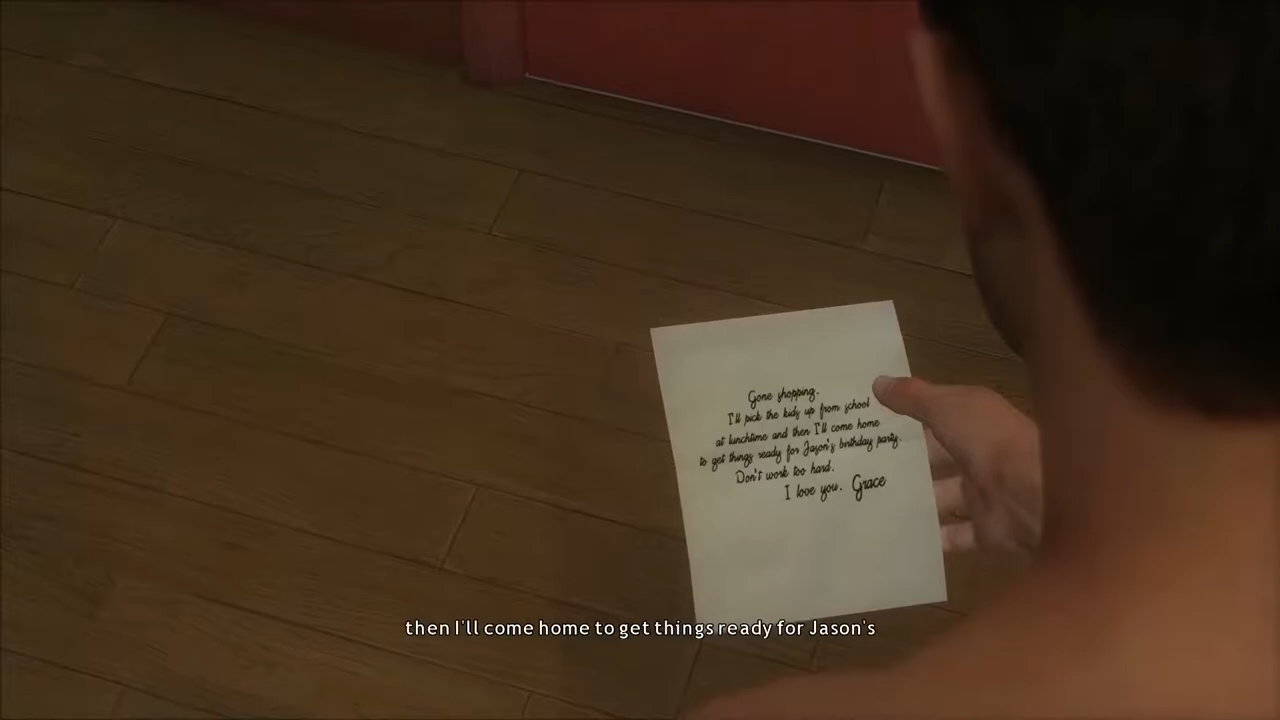 Gone shopping.
I'll pick the kids up from school
at lunchtime and then I'll come home
to get things ready for Jason's birthday party.
Don't work too hard.
I love you. Grace
then I'll come home to get things ready for Jason's